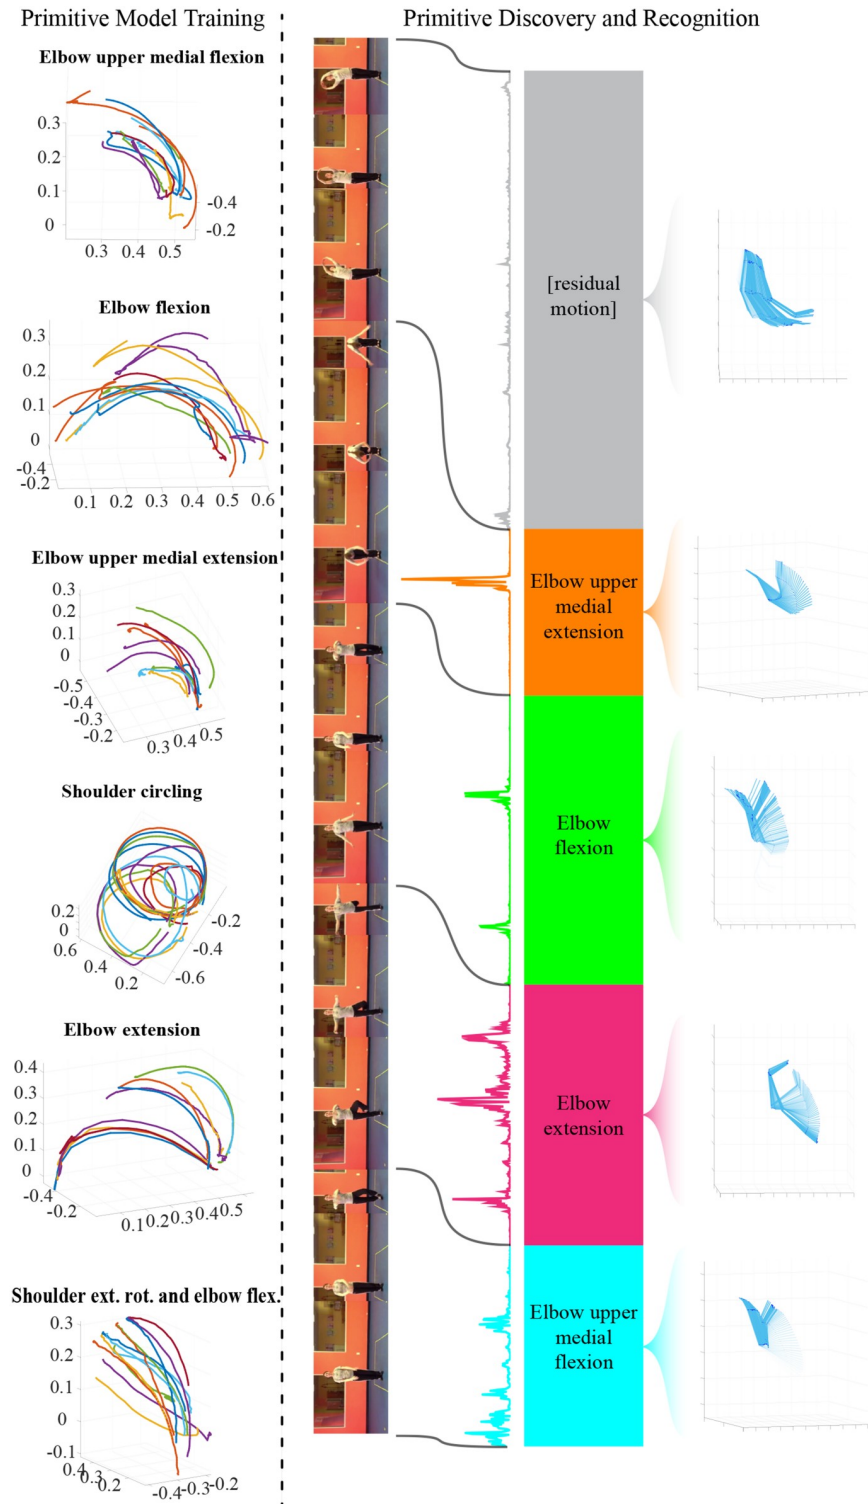 Primitive Model Training
Primitive Discovery and Recognition
Elbow upper medial flexion
0.3
0.2
0.1
0
0.3 0.4 0.5
-0.4
-0.2
Elbow flexion
0.3
0.2
0.1
0
-0.4
-0.2
0.1 0.2 0.3 0.4 0.5 0.6
Elbow upper medial extension
0.3
0.2
0.1
0
-0.5
-0.4
-0.3
-0.2
0.3 0.4 0.5
Shoulder circling
0.2
0
0.6
0.4
0.2
-0.2
-0.4
-0.6
Elbow extension
0.4
0.3
0.2
0.1
0
-0.4
-0.2
0.1 0.2 0.3 0.4 0.5
Shoulder ext. rot. and elbow flex.
0.3
0.2
0.1
0
-0.1
0.4
0.3
0.2
-0.4 -0.3 -0.2
[residual
motion]
Elbow upper
medial
extension
Elbow
flexion
Elbow
extension
Elbow upper
medial
flexion